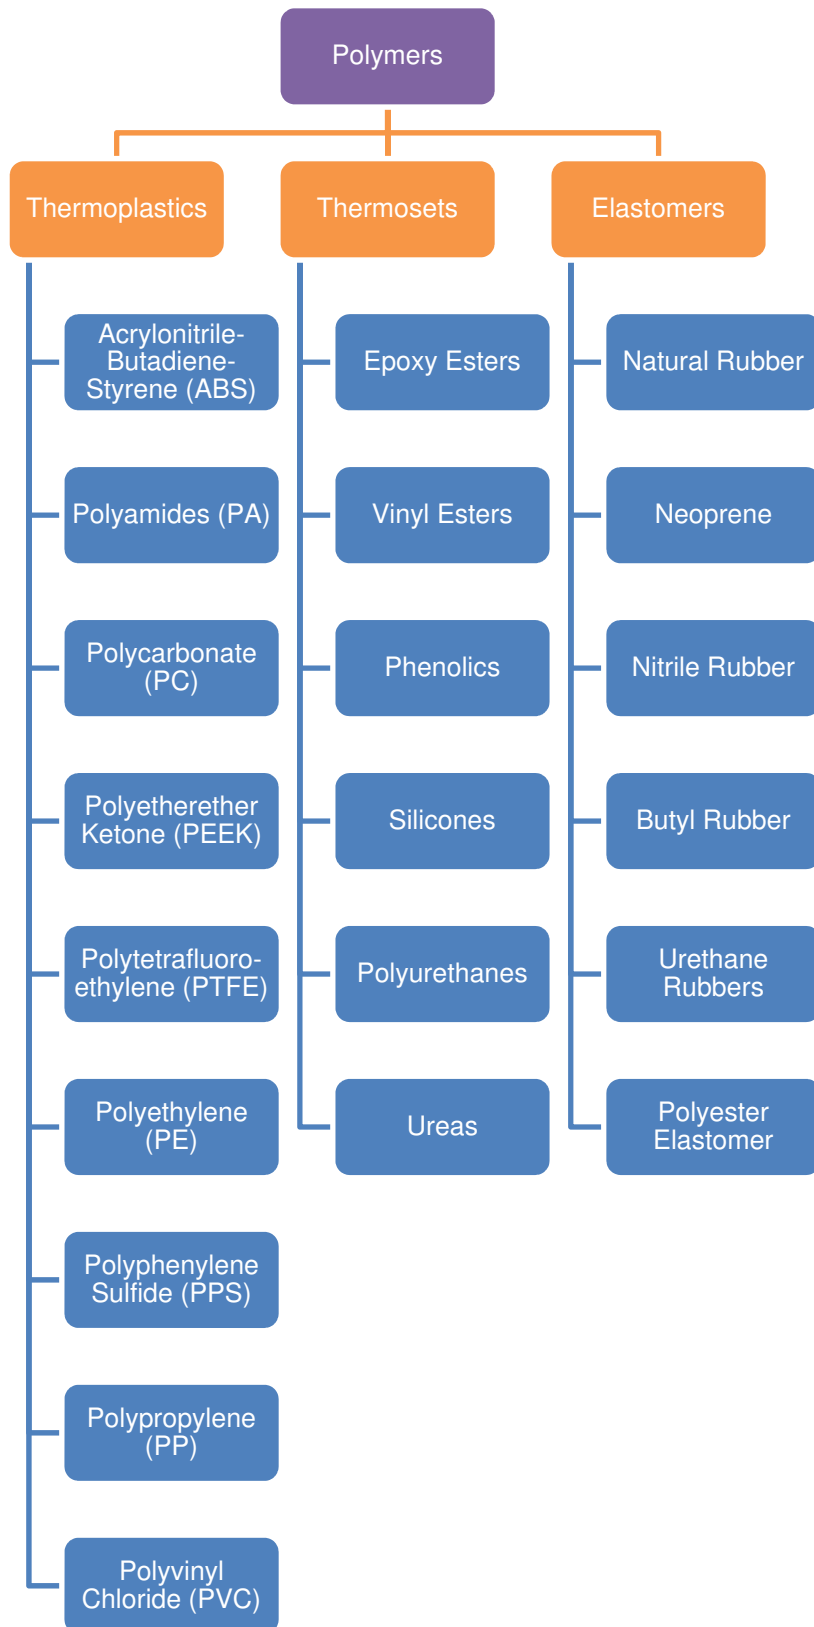 Polymers
Thermoplastics
Thermosets
Elastomers
Acrylonitrile-
Butadiene-
Styrene (ABS)
Polyamides (PA)
Polycarbonate
(PC)
Polyetherether
Ketone (PEEK)
Polytetrafluoro-
ethylene (PTFE)
Polyethylene
(PE)
Polyphenylene
Sulfide (PPS)
Polypropylene
(PP)
Polyvinyl
Chloride (PVC)
Epoxy Esters
Vinyl Esters
Phenolics
Silicones
Polyurethanes
Ureas
Natural Rubber
Neoprene
Nitrile Rubber
Butyl Rubber
Urethane
Rubbers
Polyester
Elastomer